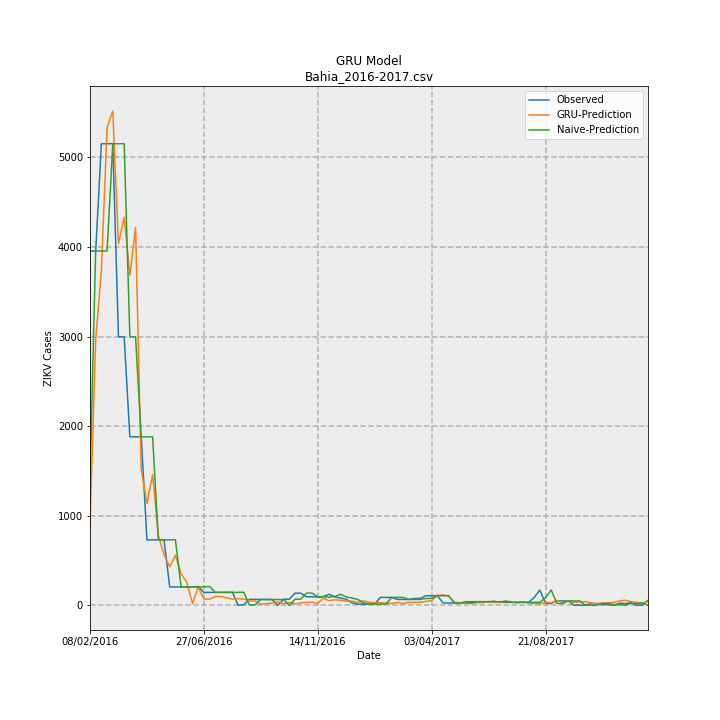 GRU Model
Bahia_2016-2017.csv
Observed
GRU-Prediction
Naive-Prediction
5000
4000
3000
2000
1000
0
ZIKV Cases
08/02/2016
27/06/2016
14/11/2016
03/04/2017
21/08/2017
Date